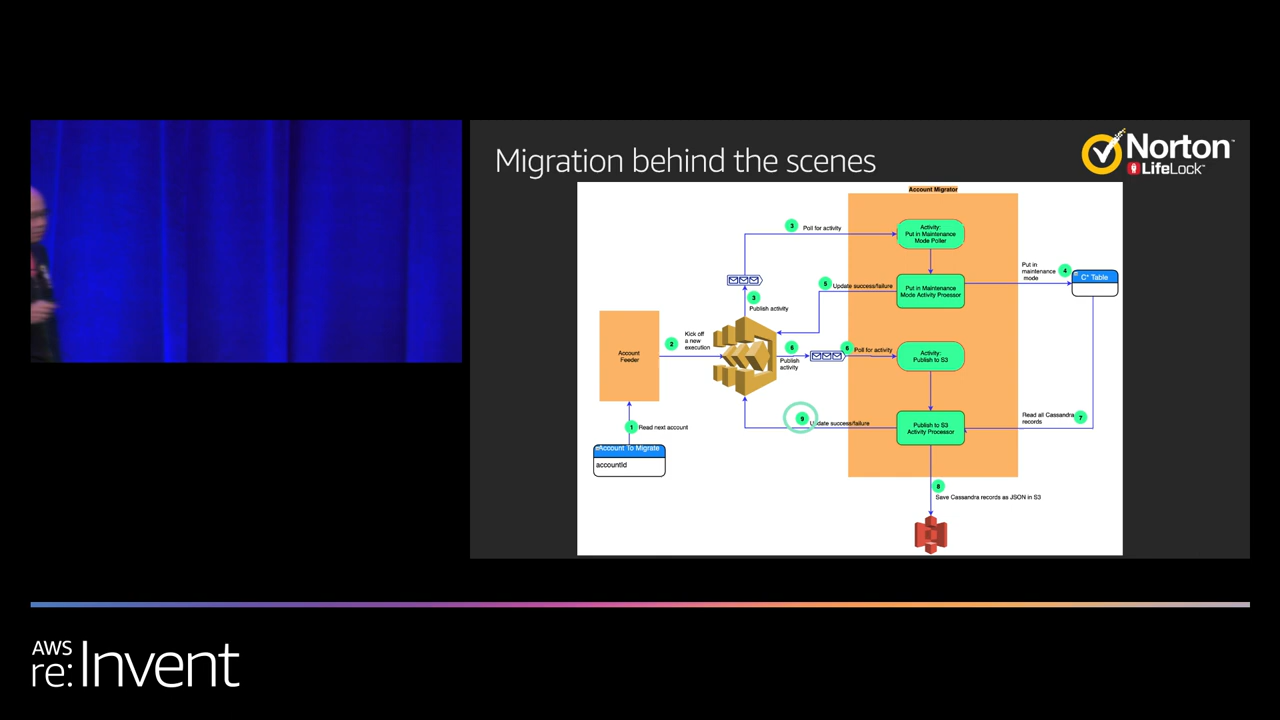 Migration behind the scenes
Norton
LifeLock
Account Migrator
3
Poll for activity
Activity:
Put in Maintenance
Mode Poller
Put in
maintenance
mode
4
C* Table
5
Update success/failure
Put in Maintenance
Mode Activity Prcessor
3
Publish activity
Account
Feeder
2
Kick off
a new
execution
6
Publish
activity
6
Poll for activity
Activity:
Publish to S3
9
Update success/failure
Publish to S3
Activity Processor
Read all Cassandra
records
7
1
Read next account
Account To Migrate
accountId
8
Save Cassandra records as JSON in S3
AWS
re:Invent